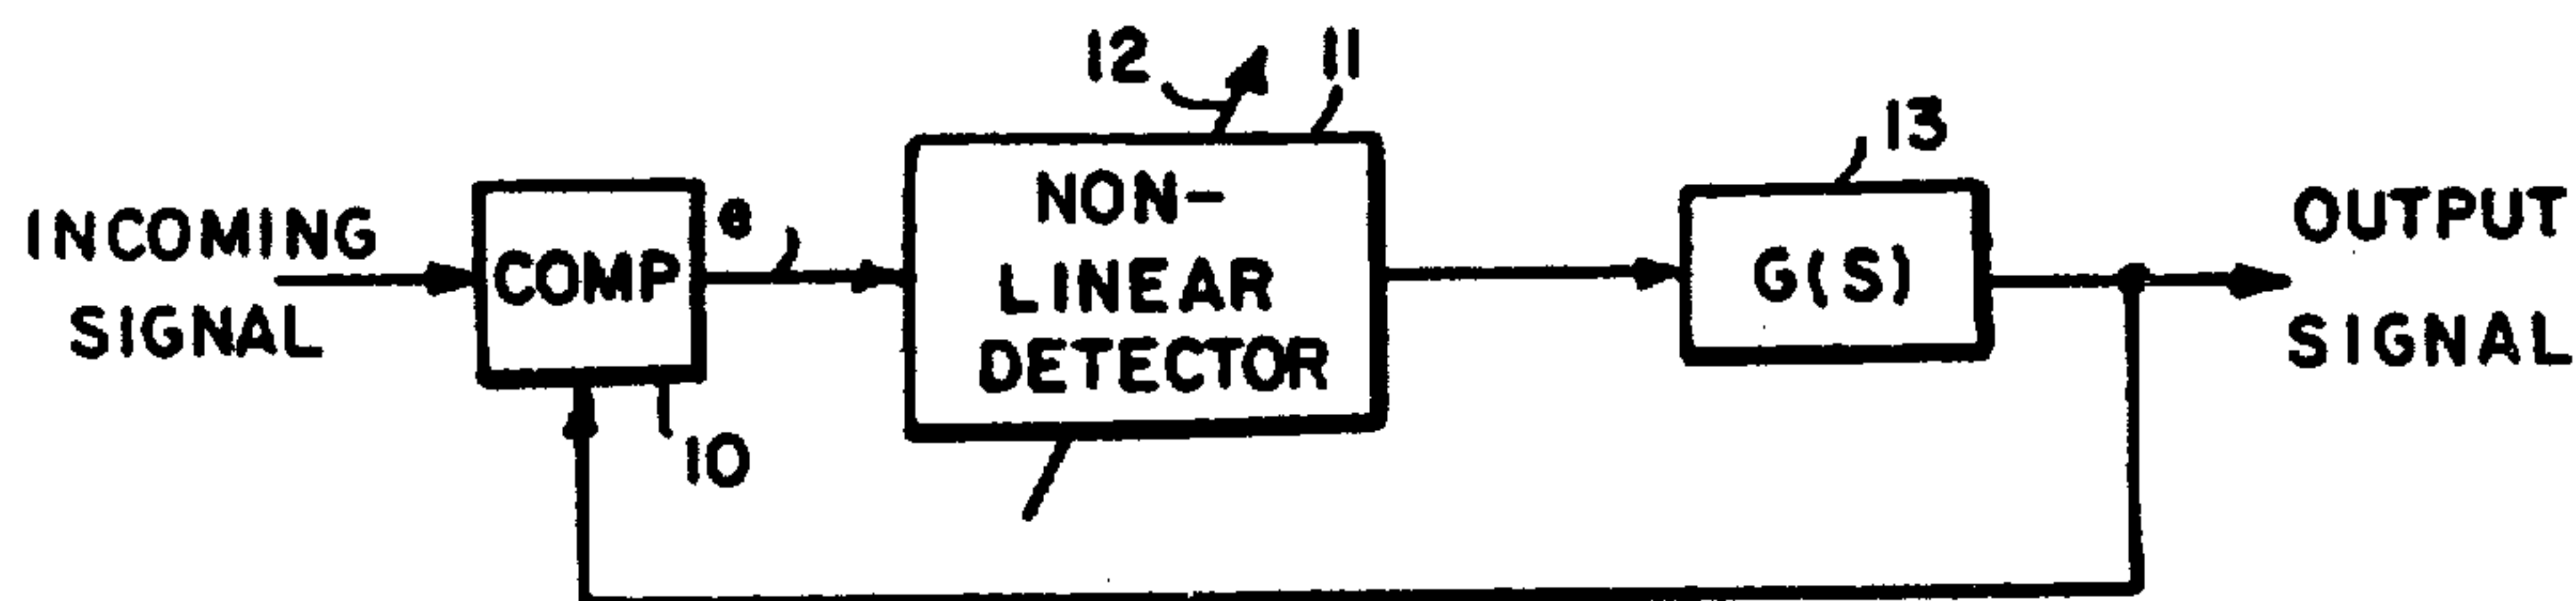 12
11
13
INCOMING
SIGNAL
COMP
e
10
NON-
LINEAR
DETECTOR
G(S)
OUTPUT
SIGNAL